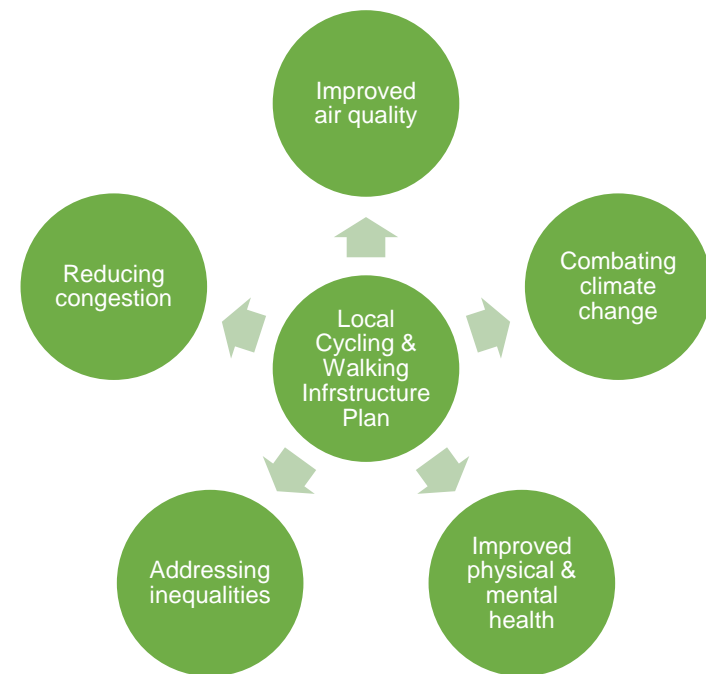 Improved
air quality
Reducing
congestion
Combating
climate
change
Local
Cycling &
Walking
Infrstructure
Plan
Addressing
inequalities
Improved
physical &
mental
health